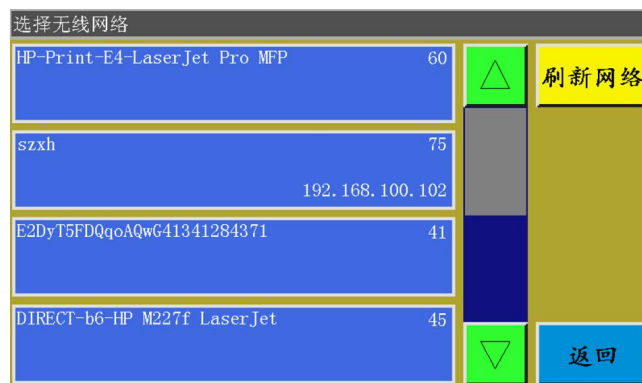 选择无线网络
HP-Print-E4-LaserJet Pro MFP 60
刷新网络
szxh 75
192.168.100.102
E2DyT5FDQqoAQwG41341284371 41
DIRECT-b6-HP M227f LaserJet 45
返回